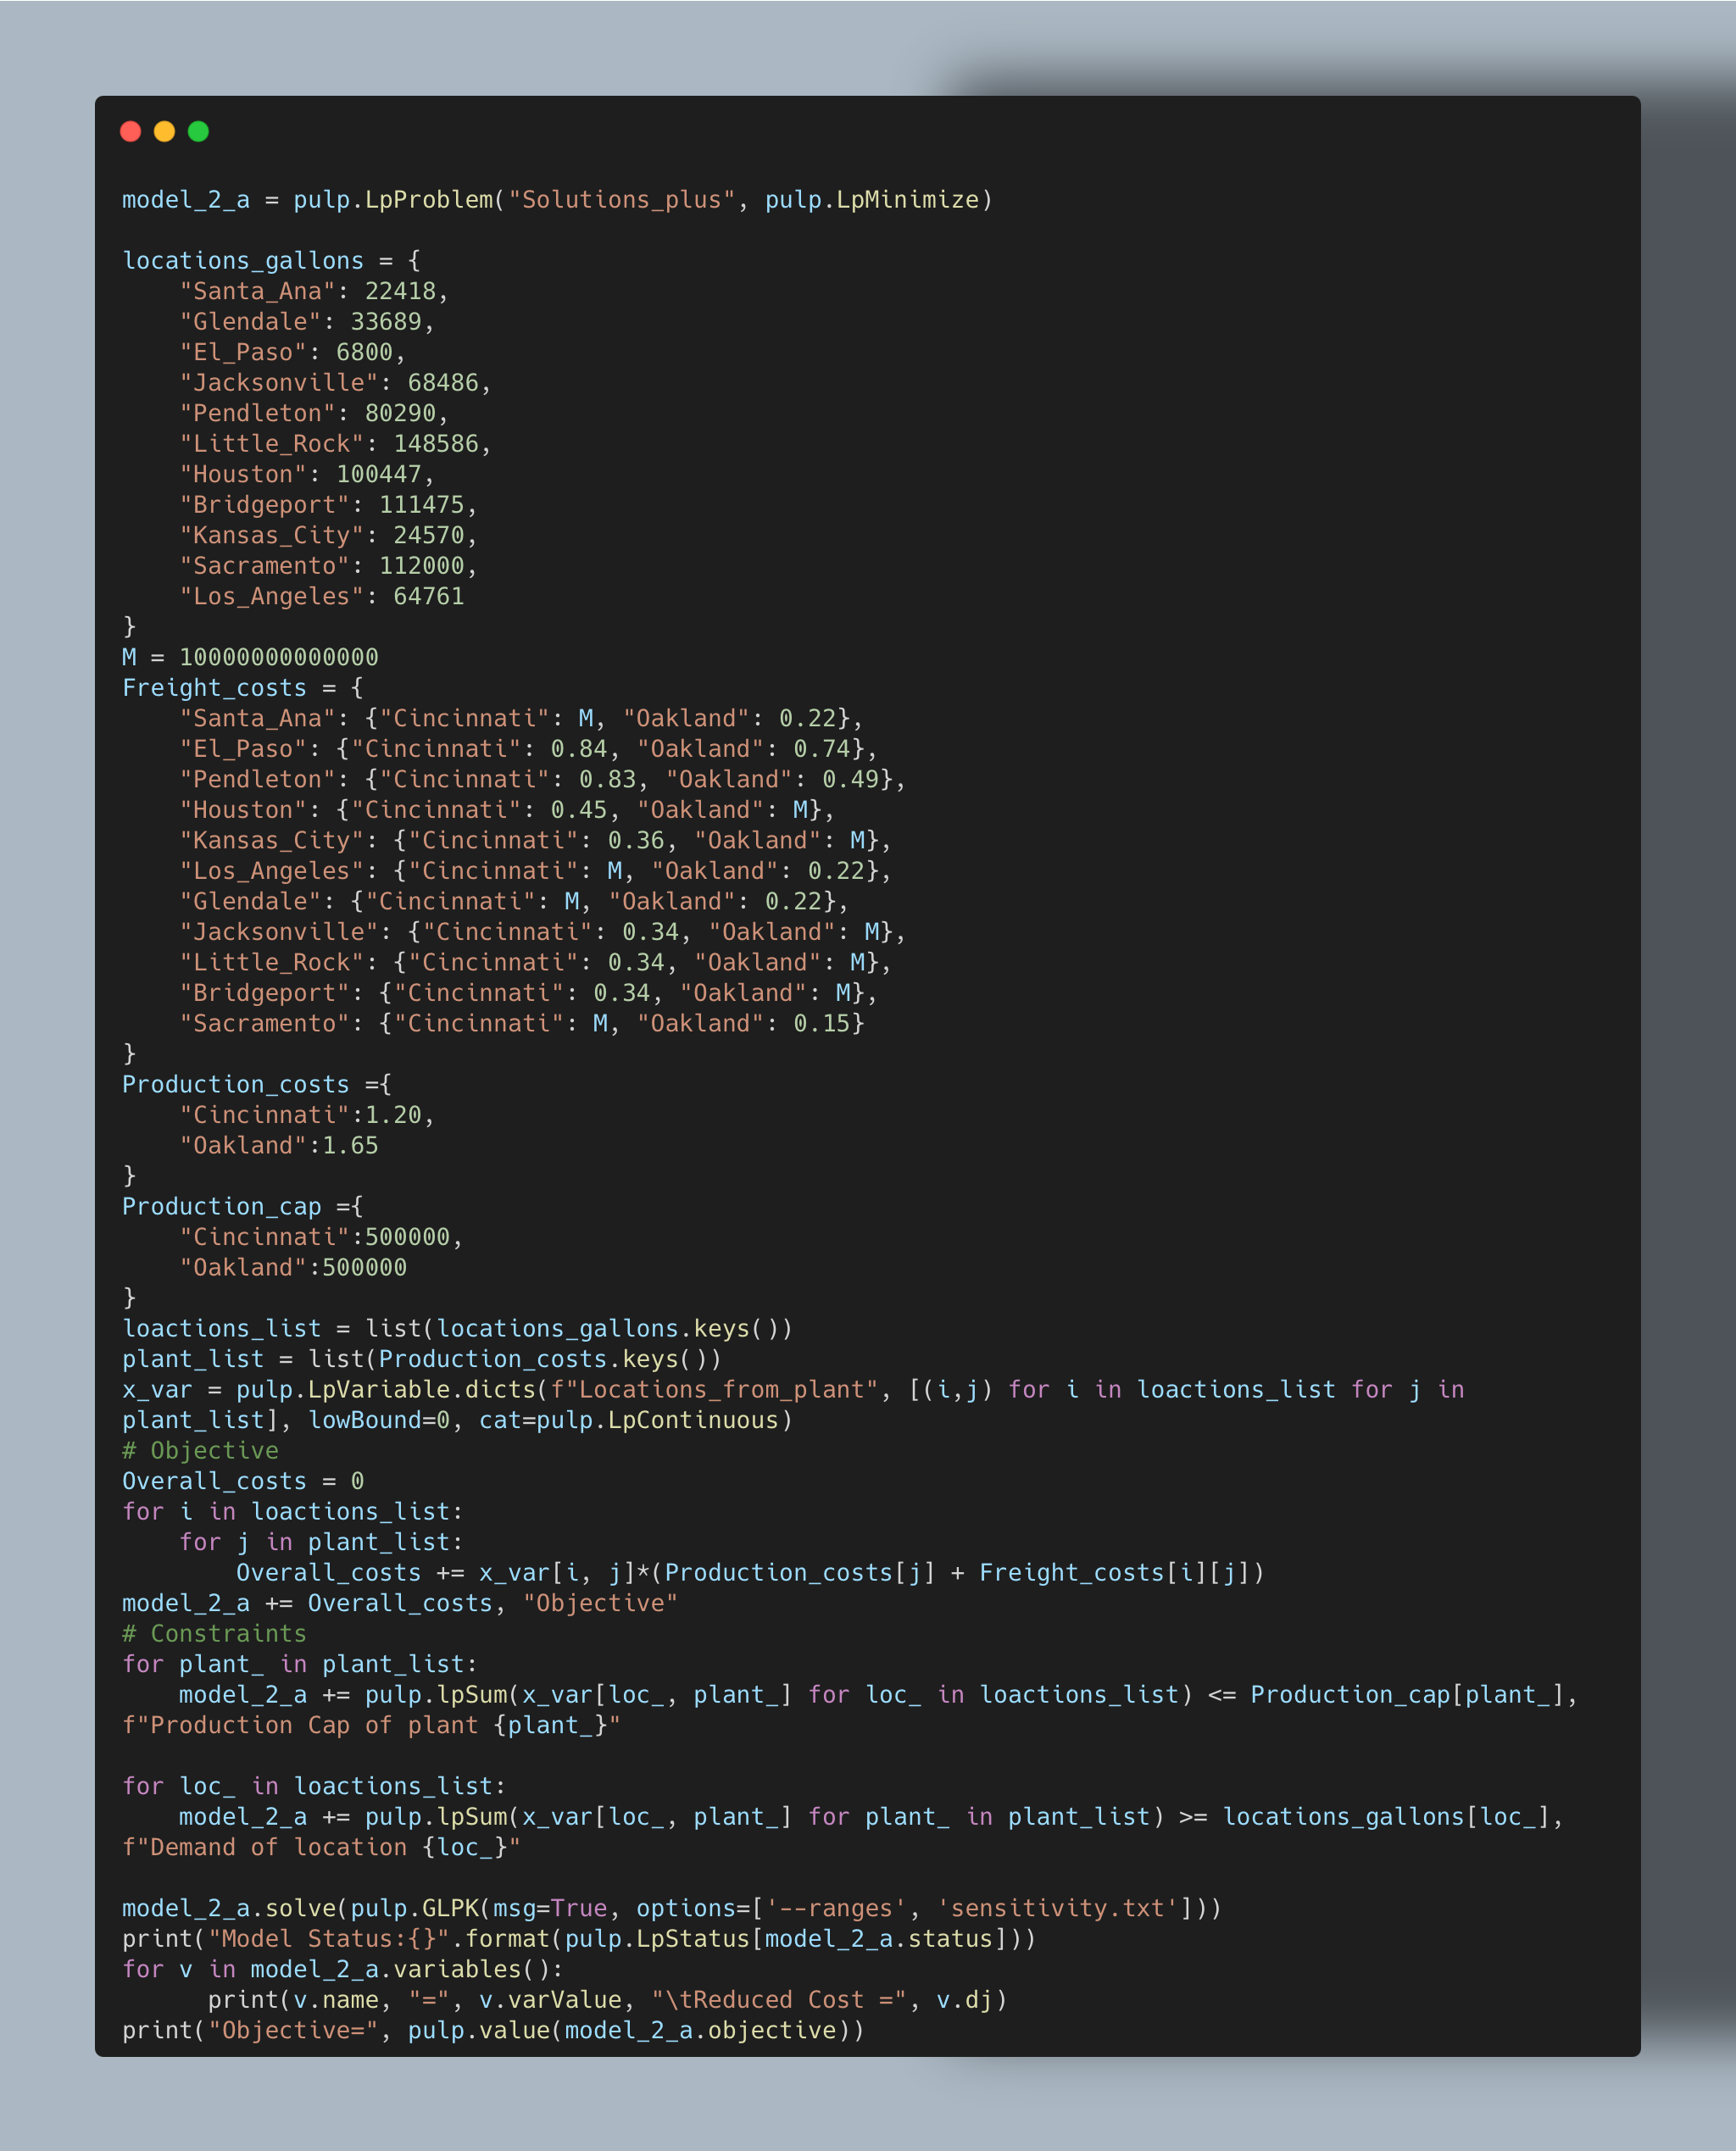 model_2_a = pulp.LpProblem("Solutions_plus", pulp.LpMinimize)

locations_gallons = {
    "Santa_Ana": 22418,
    "Glendale": 33689,
    "El_Paso": 6800,
    "Jacksonville": 68486,
    "Pendleton": 80290,
    "Little_Rock": 148586,
    "Houston": 100447,
    "Bridgeport": 111475,
    "Kansas_City": 24570,
    "Sacramento": 112000,
    "Los_Angeles": 64761
}
M = 10000000000000
Freight_costs = {
    "Santa_Ana": {"Cincinnati": M, "Oakland": 0.22},
    "El_Paso": {"Cincinnati": 0.84, "Oakland": 0.74},
    "Pendleton": {"Cincinnati": 0.83, "Oakland": 0.49},
    "Houston": {"Cincinnati": 0.45, "Oakland": M},
    "Kansas_City": {"Cincinnati": 0.36, "Oakland": M},
    "Los_Angeles": {"Cincinnati": M, "Oakland": 0.22},
    "Glendale": {"Cincinnati": M, "Oakland": 0.22},
    "Jacksonville": {"Cincinnati": 0.34, "Oakland": M},
    "Little_Rock": {"Cincinnati": 0.34, "Oakland": M},
    "Bridgeport": {"Cincinnati": 0.34, "Oakland": M},
    "Sacramento": {"Cincinnati": M, "Oakland": 0.15}
}
Production_costs ={
    "Cincinnati":1.20,
    "Oakland":1.65
}
Production_cap ={
    "Cincinnati":500000,
    "Oakland":500000
}
loactions_list = list(locations_gallons.keys())
plant_list = list(Production_costs.keys())
x_var = pulp.LpVariable.dicts(f"Locations_from_plant", [(i,j) for i in loactions_list for j in
plant_list], lowBound=0, cat=pulp.LpContinuous)
# Objective
Overall_costs = 0
for i in loactions_list:
    for j in plant_list:
        Overall_costs += x_var[i, j]*(Production_costs[j] + Freight_costs[i][j])
model_2_a += Overall_costs, "Objective"
# Constraints
for plant_ in plant_list:
    model_2_a += pulp.lpSum(x_var[loc_, plant_] for loc_ in loactions_list) <= Production_cap[plant_],
f"Production Cap of plant {plant_}"

for loc_ in loactions_list:
    model_2_a += pulp.lpSum(x_var[loc_, plant_] for plant_ in plant_list) >= locations_gallons[loc_],
f"Demand of location {loc_}"

model_2_a.solve(pulp.GLPK(msg=True, options=['--ranges', 'sensitivity.txt']))
print("Model Status:{}".format(pulp.LpStatus[model_2_a.status]))
for v in model_2_a.variables():
      print(v.name, "=", v.varValue, "\tReduced Cost =", v.dj)
print("Objective=", pulp.value(model_2_a.objective))